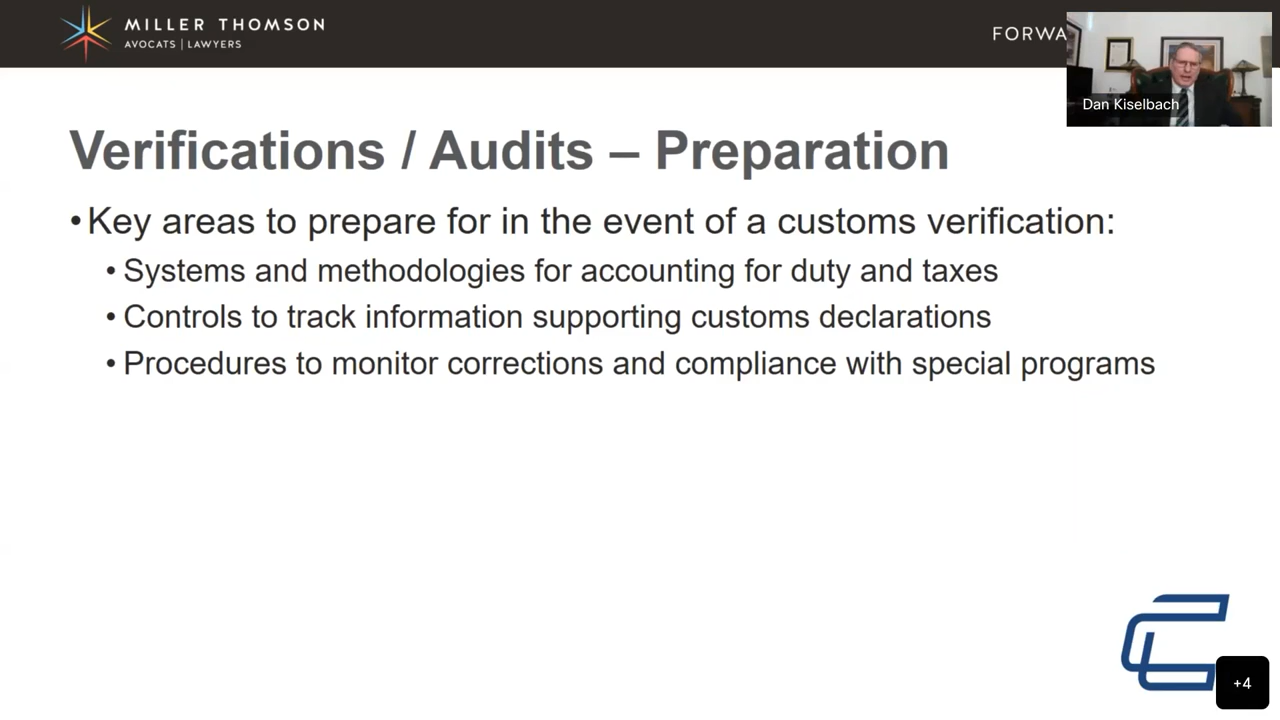 MILLER THOMSON
AVOCATS | LAWYERS
FORWA
Dan Kiselbach
Verifications / Audits – Preparation
• Key areas to prepare for in the event of a customs verification:
• Systems and methodologies for accounting for duty and taxes
• Controls to track information supporting customs declarations
• Procedures to monitor corrections and compliance with special programs
+4